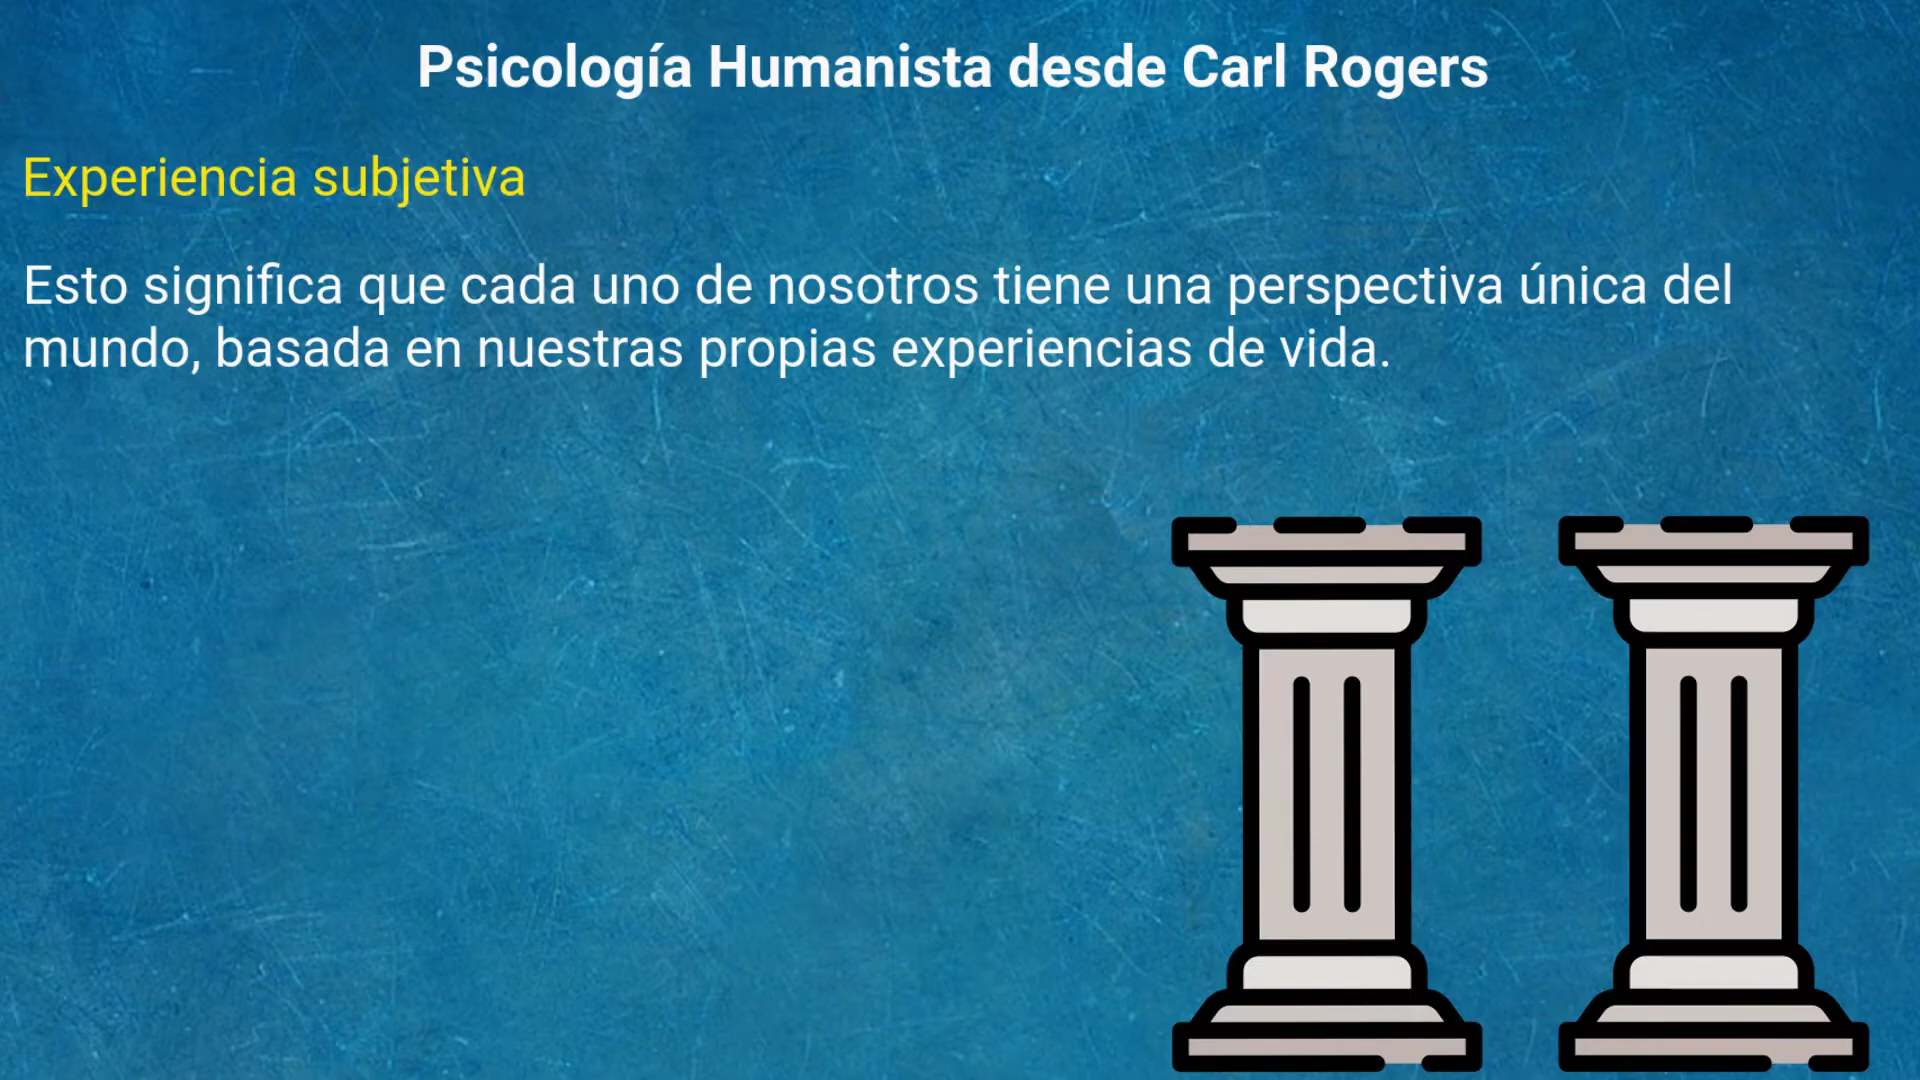 Psicología Humanista desde Carl Rogers
Experiencia subjetiva
Esto significa que cada uno de nosotros tiene una perspectiva única del
mundo, basada en nuestras propias experiencias de vida.